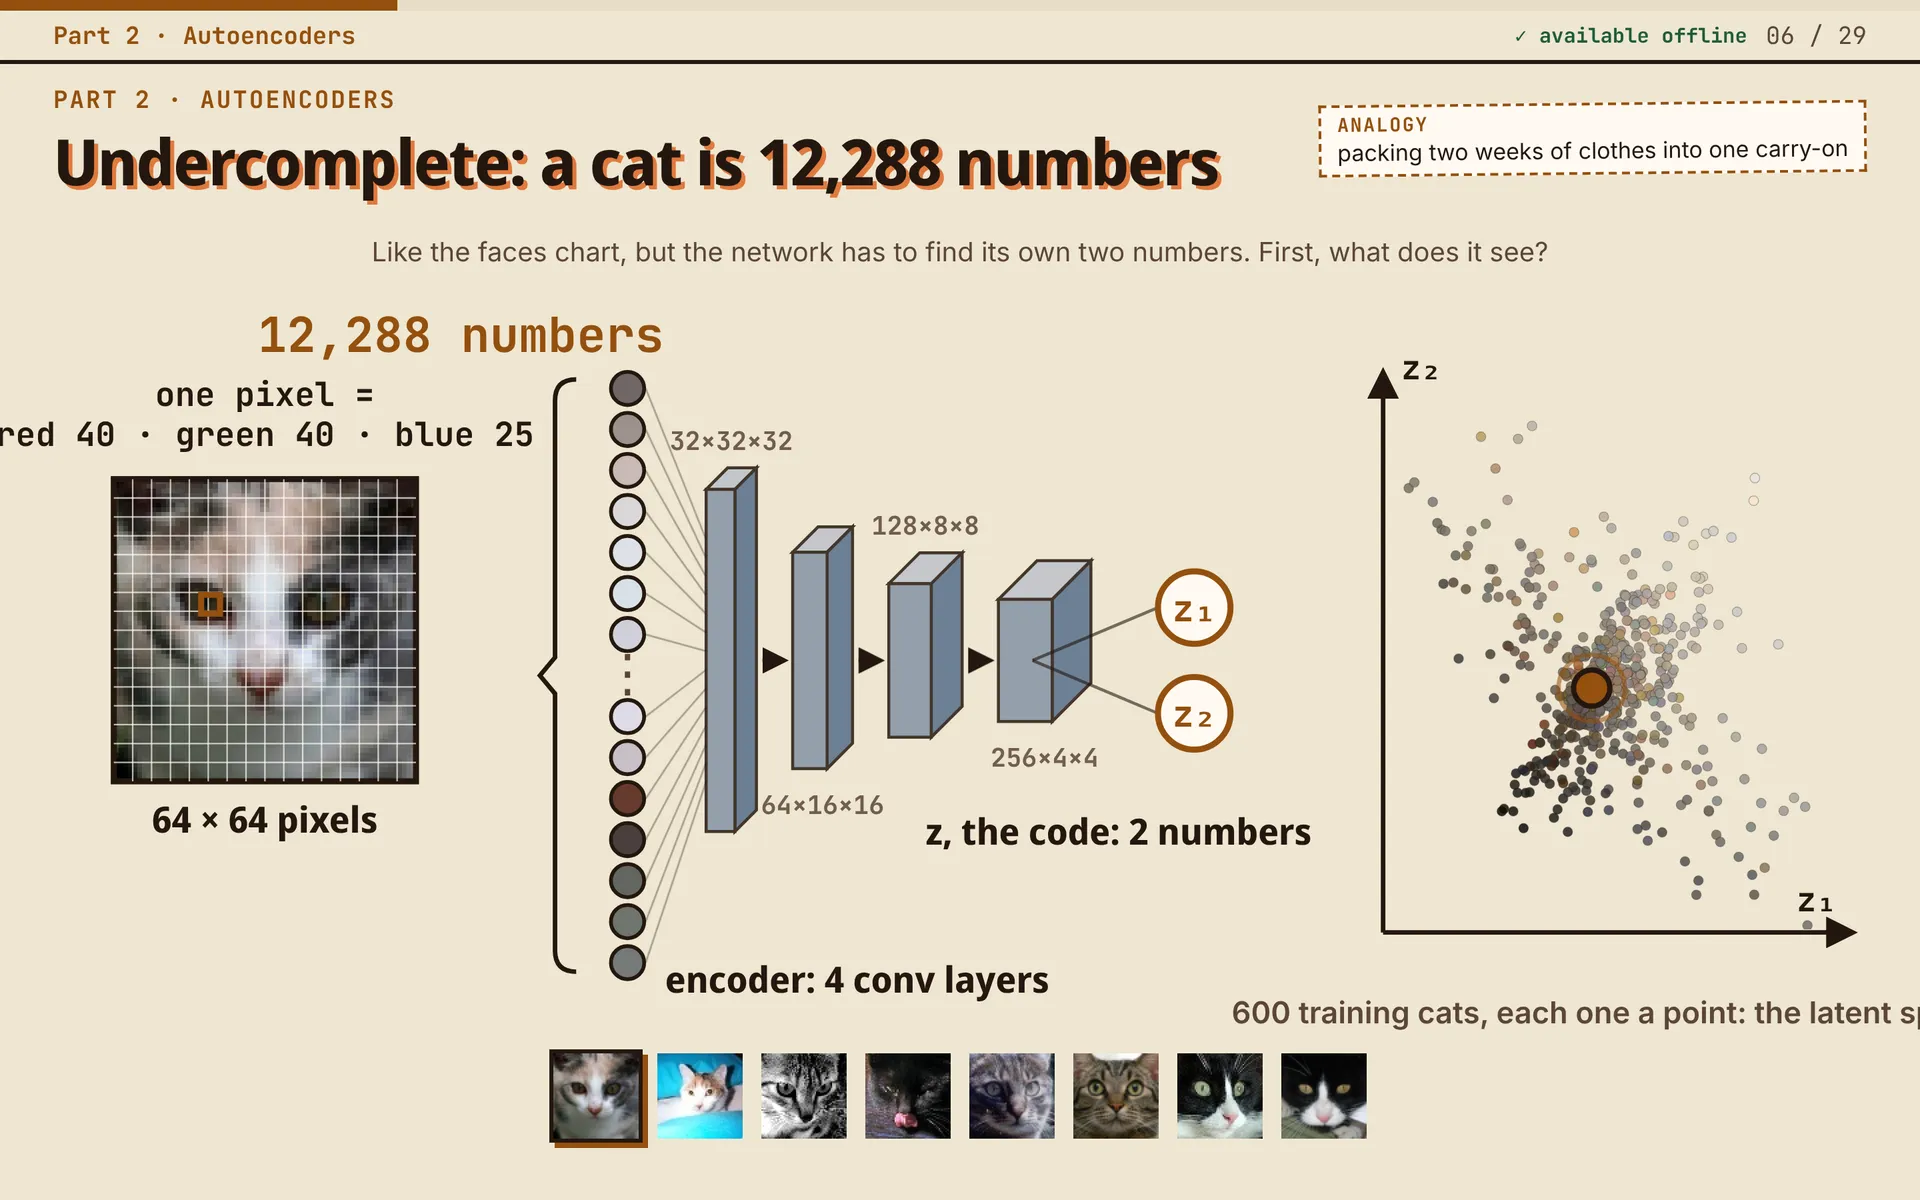 Part 2 · Autoencoders
✓ available offline 06 / 29
PART 2 · AUTOENCODERS
Undercomplete: a cat is 12,288 numbers
ANALOGY
packing two weeks of clothes into one carry-on
Like the faces chart, but the network has to find its own two numbers. First, what does it see?
12,288 numbers
one pixel =
red 40 · green 40 · blue 25
64 × 64 pixels
32×32×32
64×16×16
128×8×8
256×4×4
z₁
z₂
z, the code: 2 numbers
encoder: 4 conv layers
z₂
z₁
600 training cats, each one a point: the latent